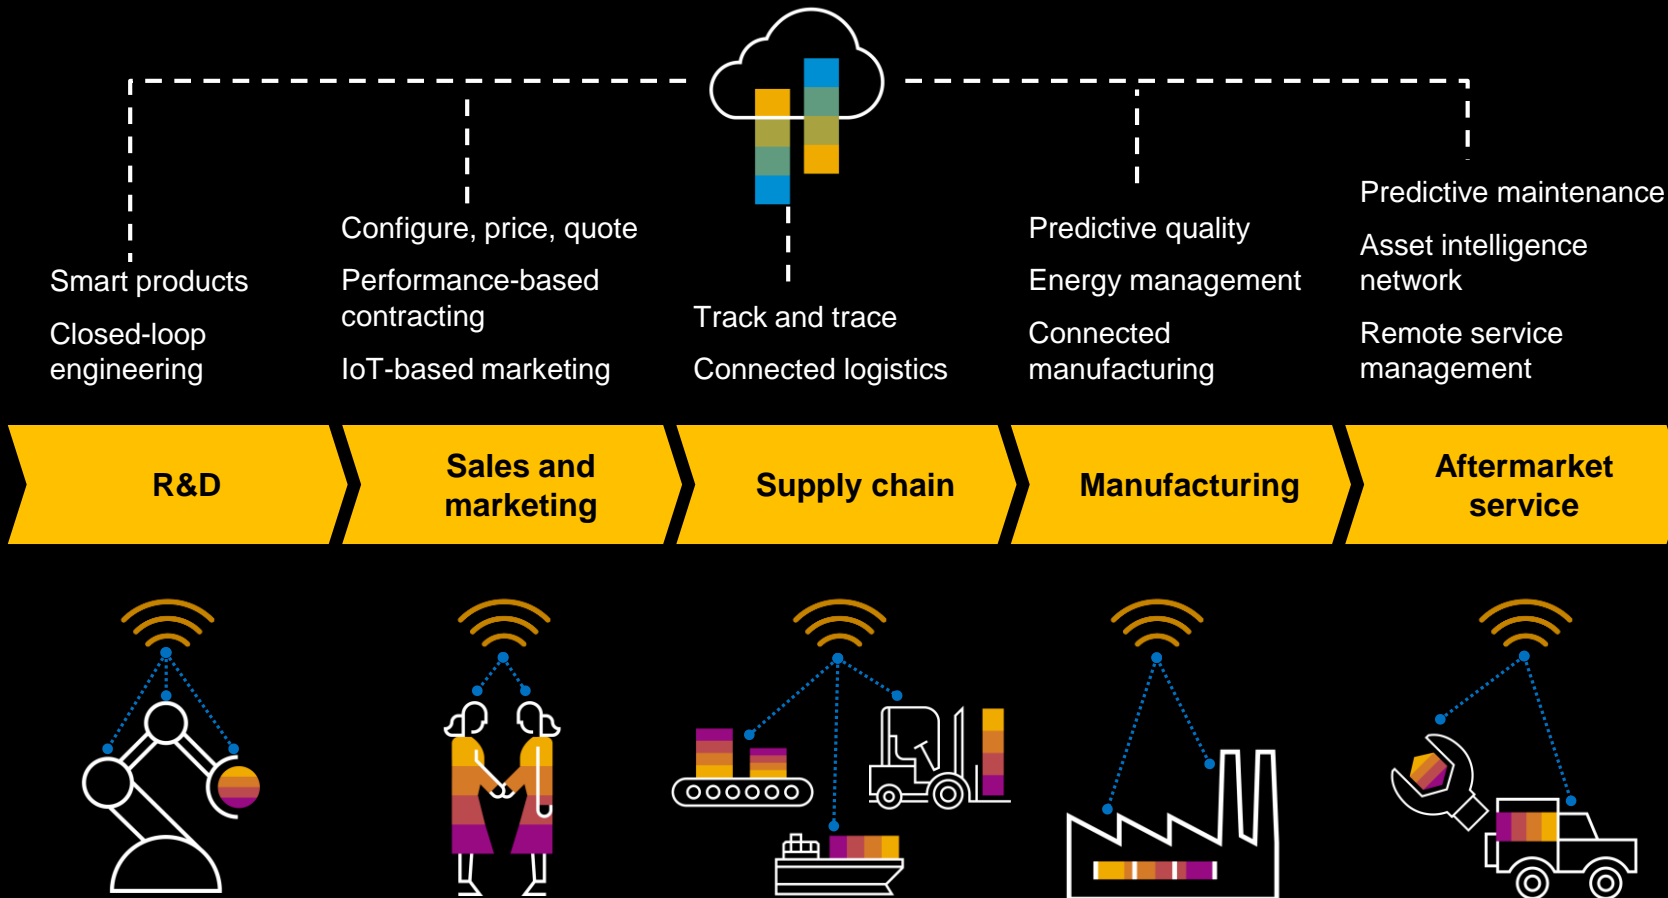 Smart products
Closed-loop
engineering
Configure, price, quote
Performance-based
contracting
IoT-based marketing
Track and trace
Connected logistics
Predictive quality
Energy management
Connected
manufacturing
Predictive maintenance
Asset intelligence
network
Remote service
management
R&D
Sales and
marketing
Supply chain
Manufacturing
Aftermarket
service